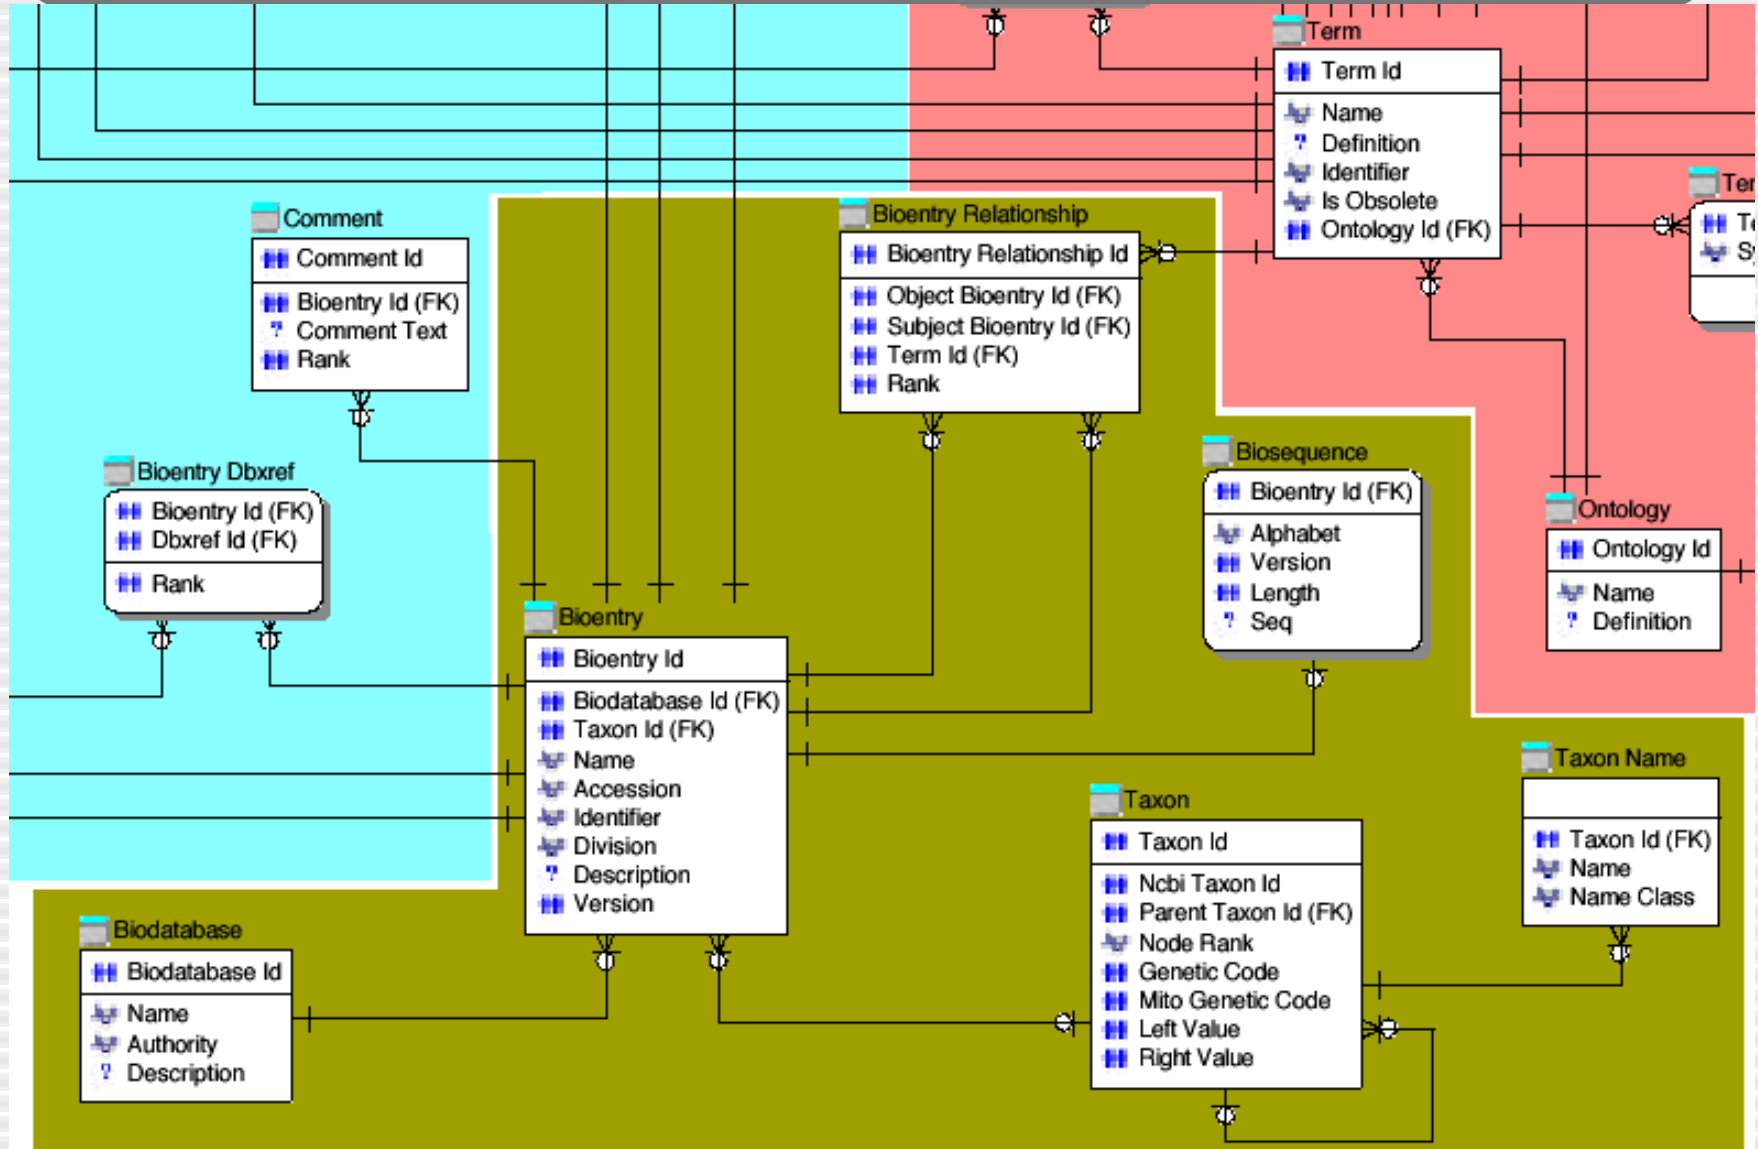 Term
Term Id
Name
Definition
Identifier
Is Obsolete
Ontology Id (FK)
Comment
Comment Id
Bioentry Id (FK)
Comment Text
Rank
Bioentry Relationship
Bioentry Relationship Id
Object Bioentry Id (FK)
Subject Bioentry Id (FK)
Term Id (FK)
Rank
Bioentry Dbxref
Bioentry Id (FK)
Dbxref Id (FK)
Rank
Biosequence
Bioentry Id (FK)
Alphabet
Version
Length
Seq
Ontology
Ontology Id
Name
Definition
Bioentry
Bioentry Id
Biodatabase Id (FK)
Taxon Id (FK)
Name
Accession
Identifier
Division
Description
Version
Taxon Name
Taxon Id (FK)
Name
Name Class
Taxon
Taxon Id
Ncbi Taxon Id
Parent Taxon Id (FK)
Node Rank
Genetic Code
Mito Genetic Code
Left Value
Right Value
Biodatabase
Biodatabase Id
Name
Authority
Description